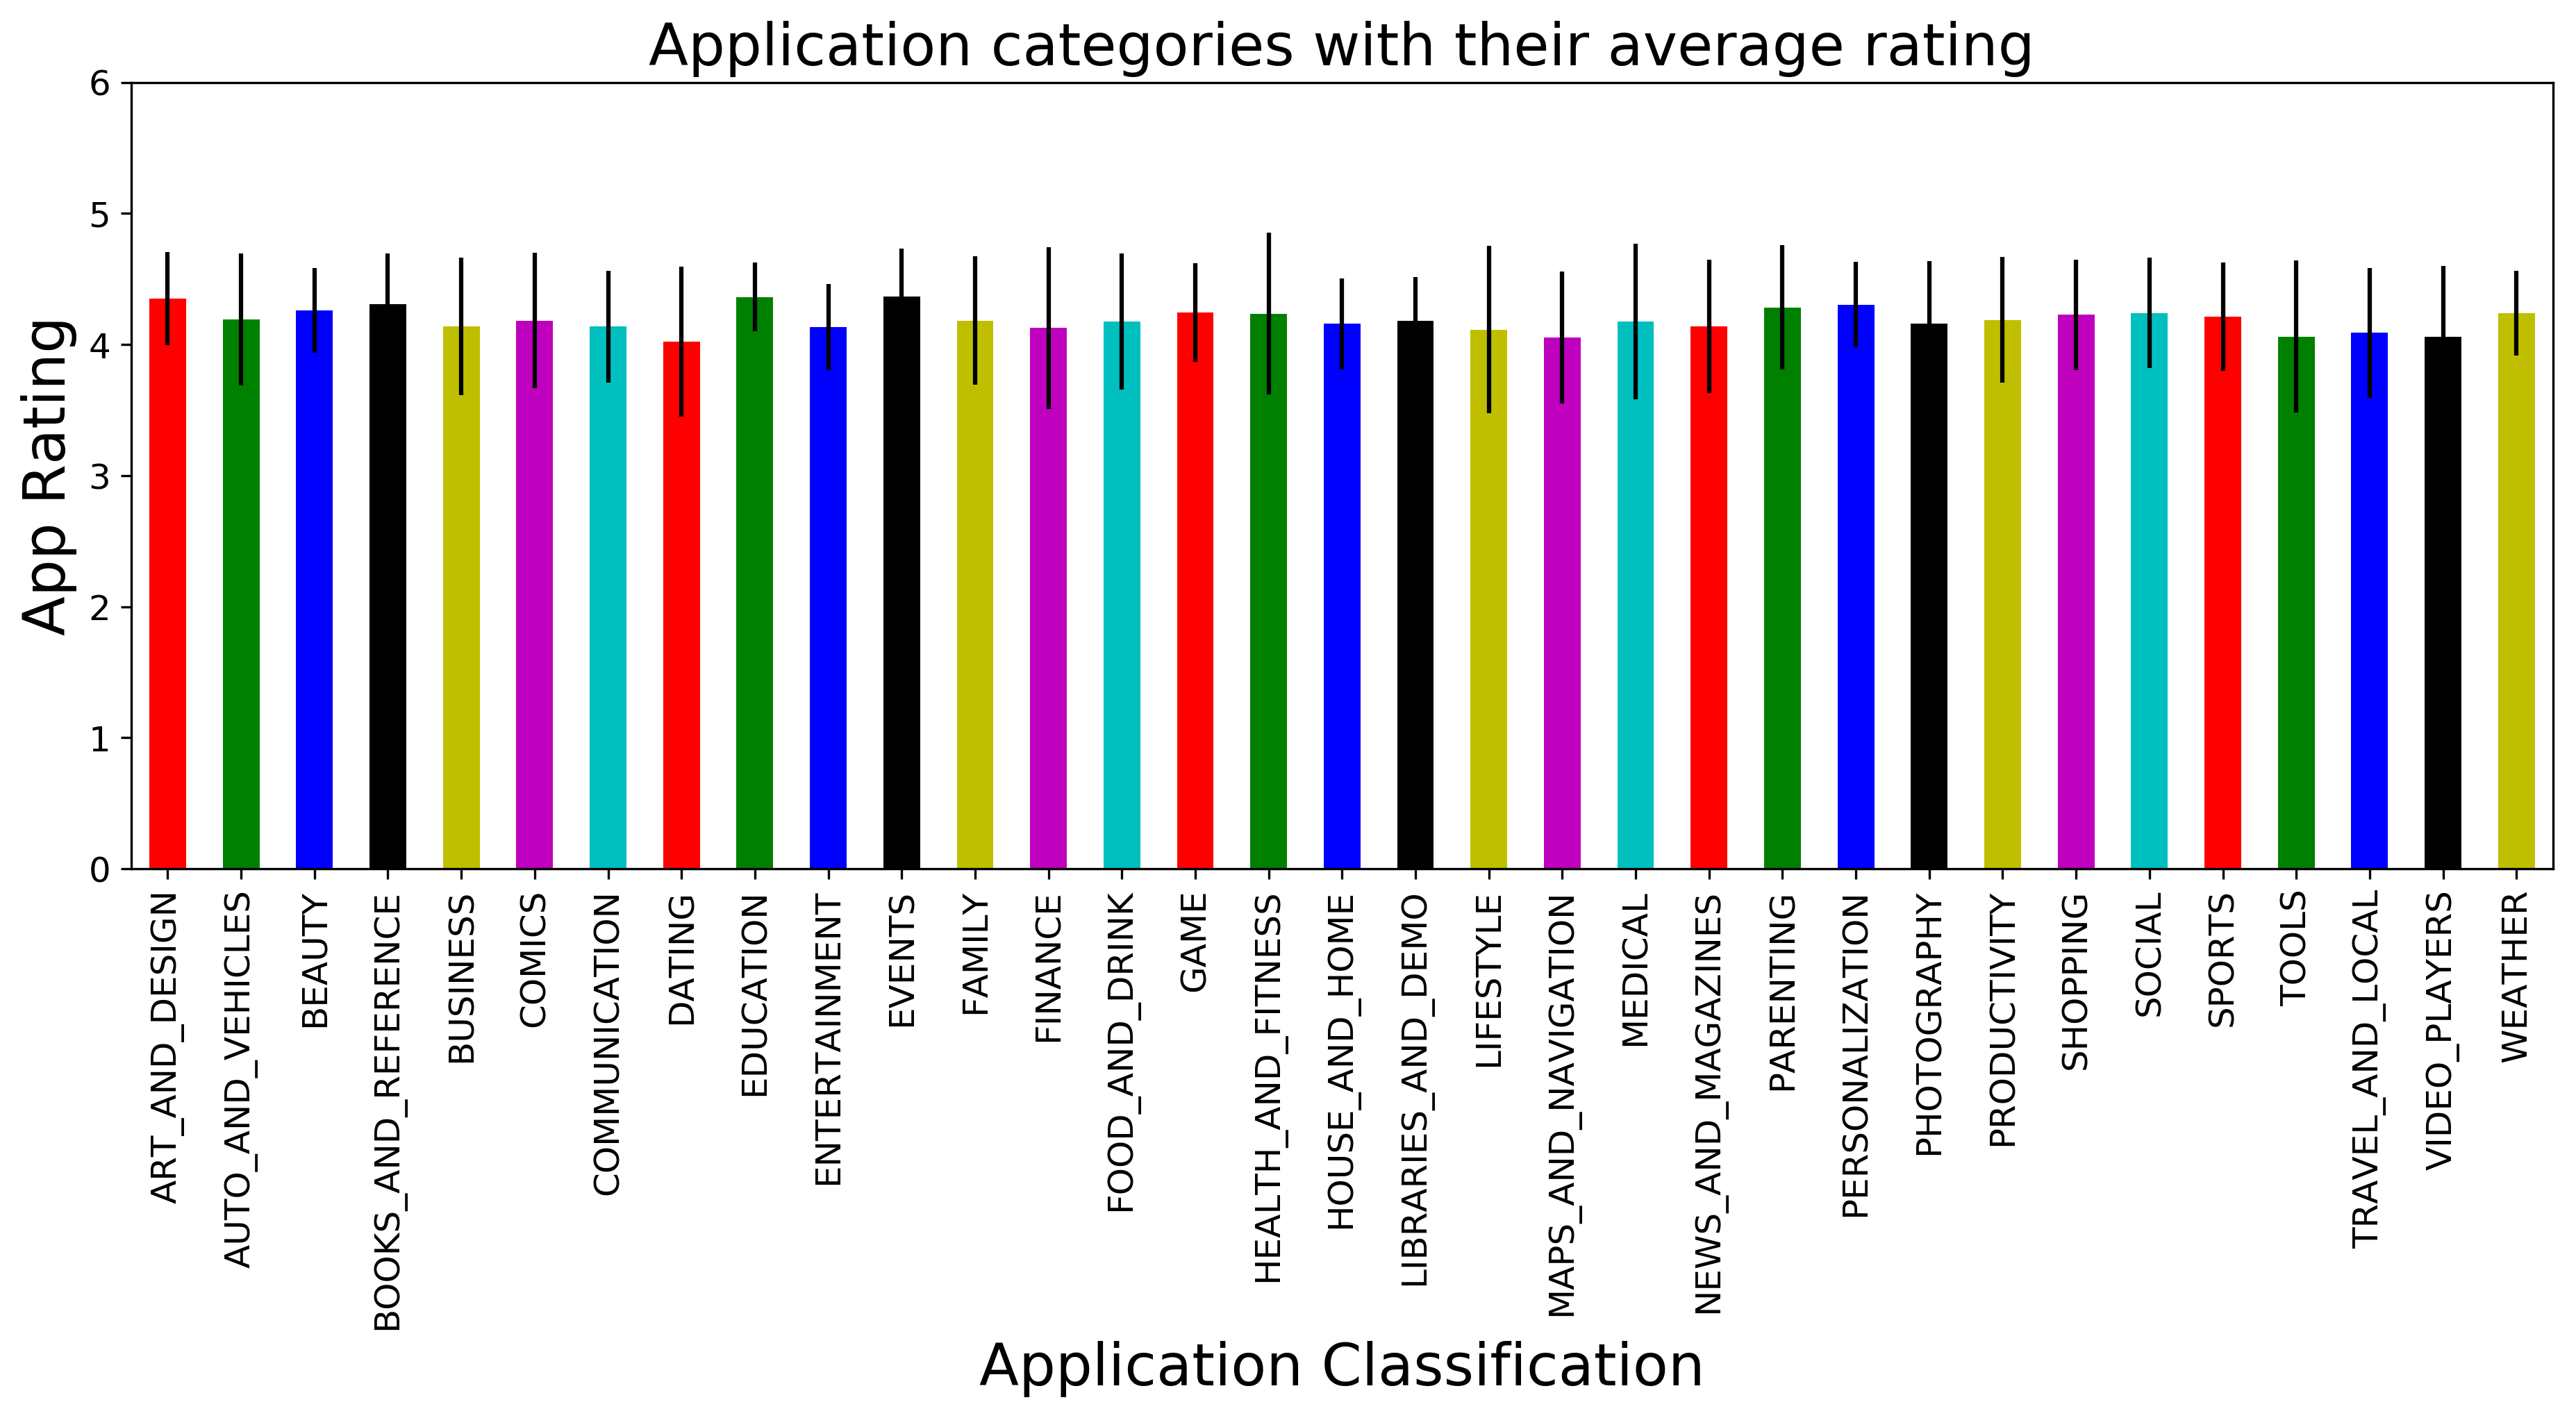 Application categories with their average rating
6
5
4
3
2
1
0
App Rating
ART_AND_DESIGN
AUTO_AND_VEHICLES
BEAUTY
BOOKS_AND_REFERENCE
BUSINESS
COMICS
COMMUNICATION
DATING
EDUCATION
ENTERTAINMENT
EVENTS
FAMILY
FINANCE
FOOD_AND_DRINK
GAME
HEALTH_AND_FITNESS
HOUSE_AND_HOME
LIBRARIES_AND_DEMO
LIFESTYLE
MAPS_AND_NAVIGATION
MEDICAL
NEWS_AND_MAGAZINES
PARENTING
PERSONALIZATION
PHOTOGRAPHY
PRODUCTIVITY
SHOPPING
SOCIAL
SPORTS
TOOLS
TRAVEL_AND_LOCAL
VIDEO_PLAYERS
WEATHER
Application Classification